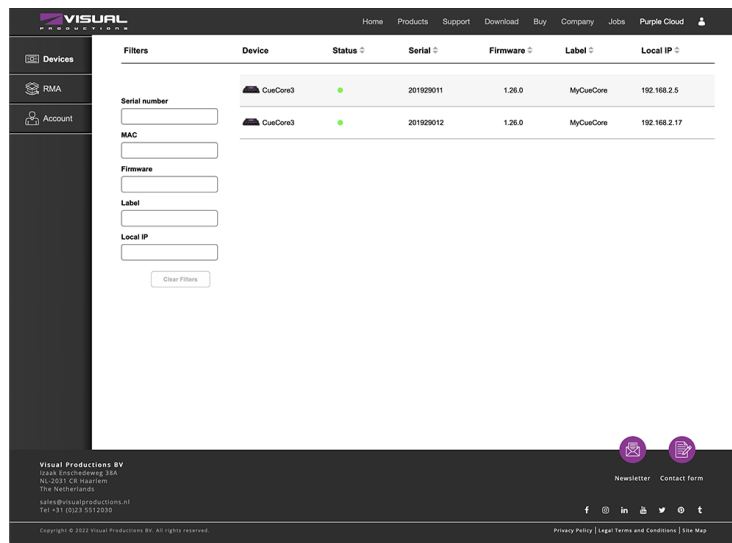 VISUAL
PRODUCTIONS
Home Products Support Download Buy Company Jobs Purple Cloud
Devices
RMA
Account
Filters
Serial number
MAC
Firmware
Label
Local IP
Clear Filters
Device Status Serial Firmware Label Local IP
CueCore3 201929011 1.26.0 MyCueCore 192.168.2.5
CueCore3 201929012 1.26.0 MyCueCore 192.168.2.17
Visual Productions BV
Izaak Enschedeweg 38A
NL-2031 CR Haarlem
The Netherlands
sales@visualproductions.nl
Tel +31 (0)23 5512030
Newsletter Contact form
Copyright © 2022 Visual Productions BV. All rights reserved.
Privacy Policy | Legal Terms and Conditions | Site Map